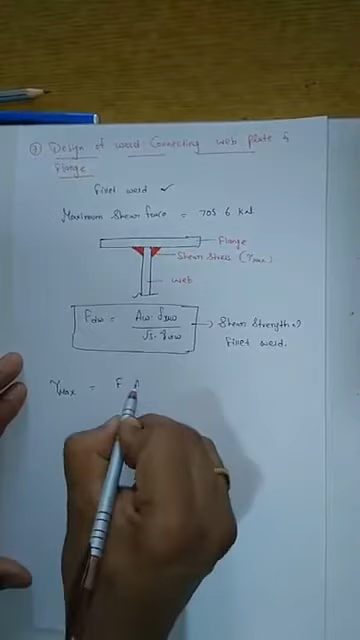 ③ Design of weld Connecting web plate &
flange
Fillet weld ✓
Maximum Shear force = 705.6 kN
Flange
Shear Stress (τmax)
web
Fdw = Aw · fuw / √3 · γmw → Shear Strength of
fillet weld.
τmax = F A